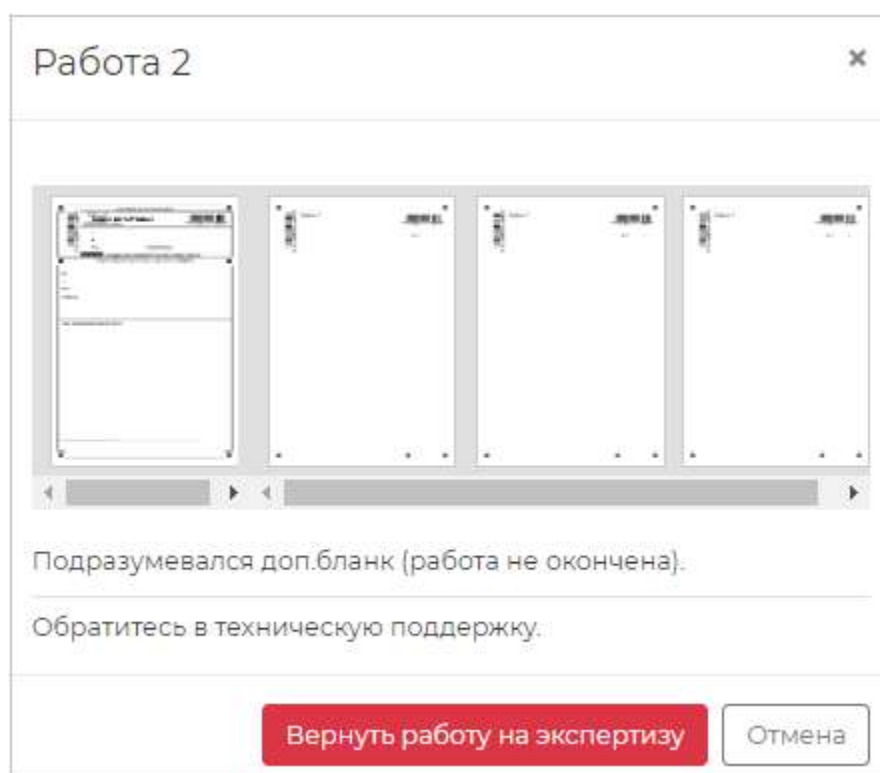 Работа 2
Подразумевался доп.бланк (работа не окончена).
Обратитесь в техническую поддержку.
Вернуть работу на экспертизу
Отмена